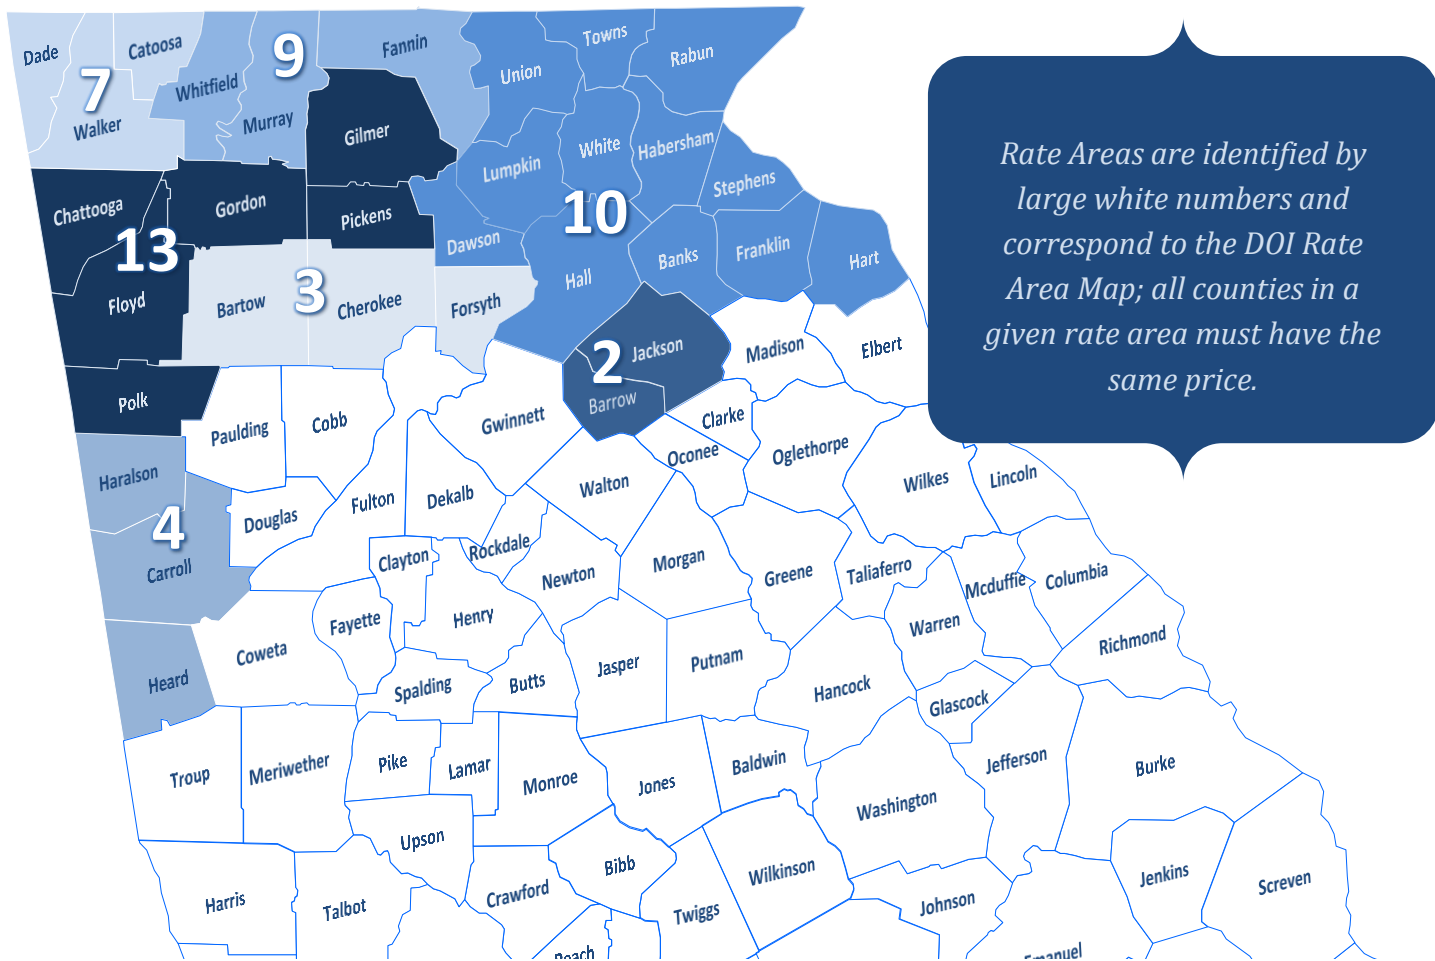 Towns
Rabun
Dade
Catoosa
9
Fannin
Union
7
Whitfield
Walker
Murray
Gilmer
White
Habersham
Lumpkin
Stephens
Chattooga
Gordon
Pickens
10
13
Dawson
Banks
Franklin
Hart
Floyd
Bartow
3
Cherokee
Forsyth
Hall
2
Jackson
Madison
Elbert
Polk
Barrow
Paulding
Cobb
Gwinnett
Clarke
Oconee
Oglethorpe
Haralson
Fulton
Dekalb
Walton
Wilkes
Lincoln
4
Douglas
Carroll
Clayton
Rockdale
Newton
Morgan
Greene
Taliaferro
Mcduffie
Columbia
Fayette
Henry
Warren
Richmond
Coweta
Heard
Spalding
Butts
Jasper
Putnam
Hancock
Glascock
Troup
Meriwether
Pike
Lamar
Monroe
Jones
Baldwin
Washington
Jefferson
Burke
Upson
Bibb
Wilkinson
Jenkins
Screven
Harris
Talbot
Crawford
Twiggs
Johnson
Peach
Emanuel
Rate Areas are identified by
large white numbers and
correspond to the DOI Rate
Area Map; all counties in a
given rate area must have the
same price.